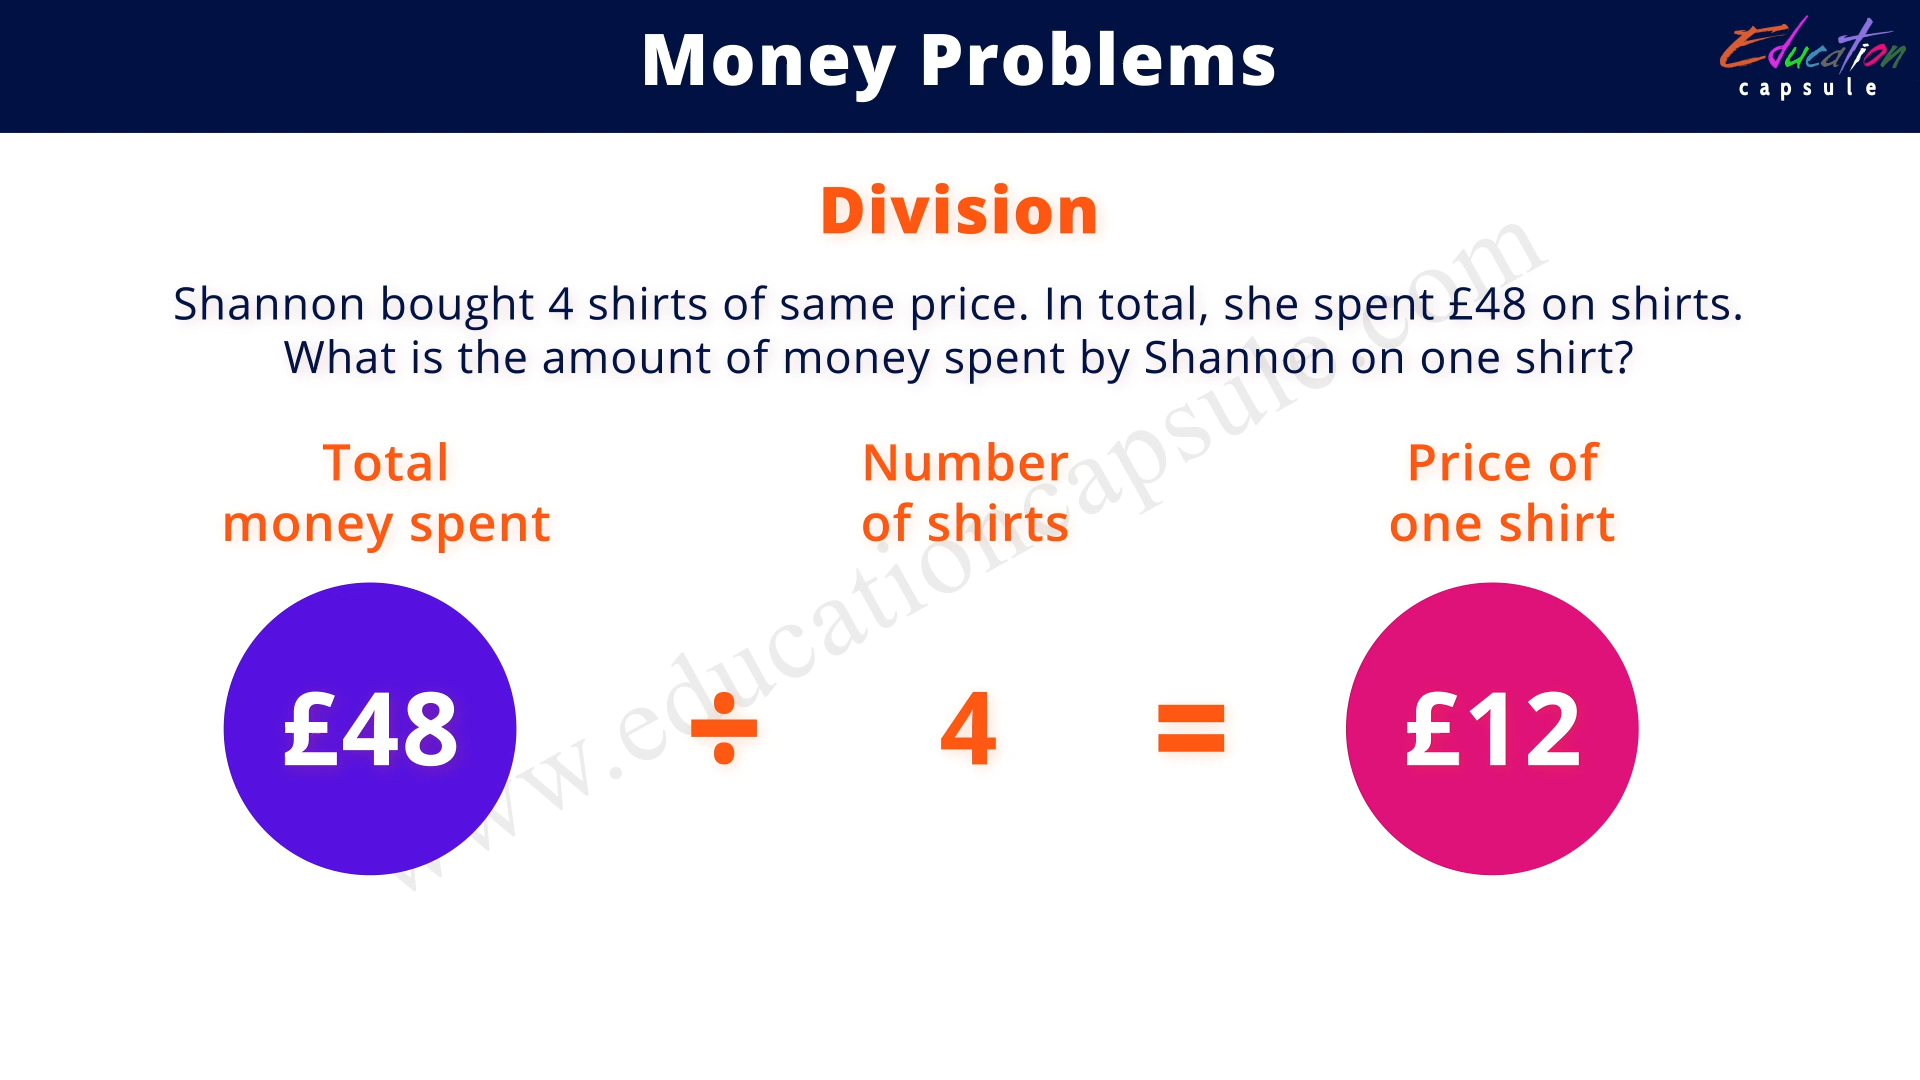 Money Problems
Education
capsule
Division
Shannon bought 4 shirts of same price. In total, she spent £48 on shirts.
What is the amount of money spent by Shannon on one shirt?
Total
money spent
Number
of shirts
Price of
one shirt
£48 ÷ 4 = £12
www.educationcapsule.com